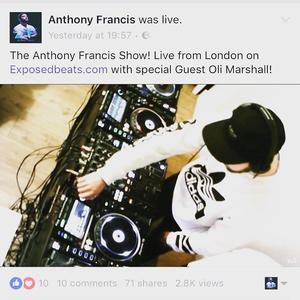 Anthony Francis was live.
Yesterday at 19:57 ·
The Anthony Francis Show! Live from London on
Exposedbeats.com with special Guest Oli Marshall!
10 10 comments 71 shares 2.8K views